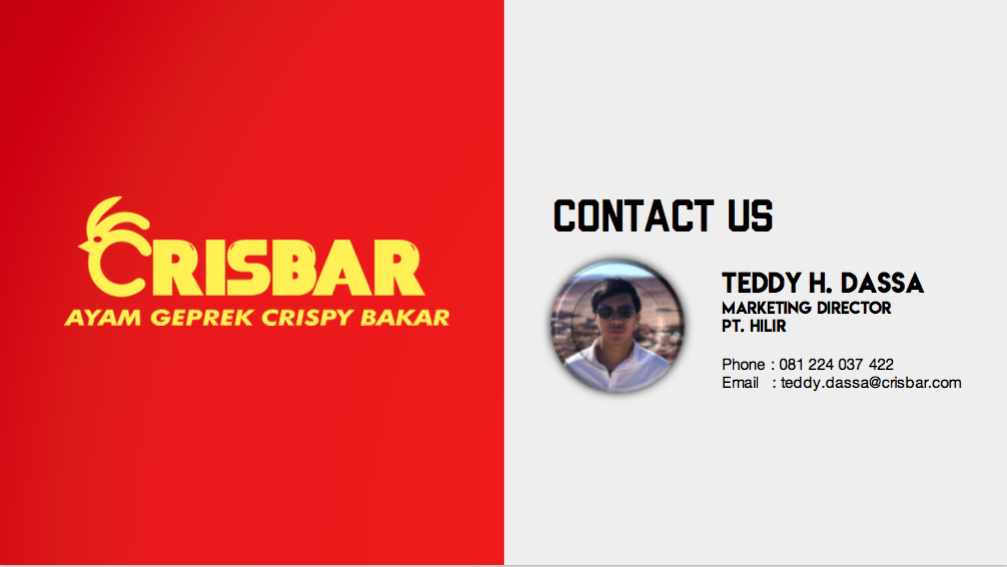 CRISBAR
AYAM GEPREK CRISPY BAKAR
CONTACT US
TEDDY H. DASSA
MARKETING DIRECTOR
PT. HILIR
Phone : 081 224 037 422
Email : teddy.dassa@crisbar.com